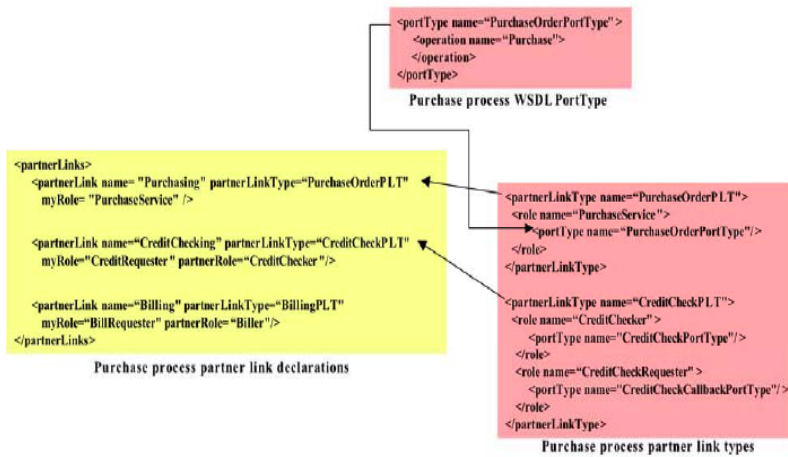 <portType name=“PurchaseOrderPortType”>
<operation name=“Purchase”>
</operation>
</portType>
Purchase process WSDL PortType
<partnerLinks>
<partnerLink name= "Purchasing" partnerLinkType=“PurchaseOrderPLT”
myRole= "PurchaseService" />
<partnerLink name=“CreditChecking” partnerLinkType=“CreditCheckPLT”
myRole="CreditRequester" partnerRole=“CreditChecker”/>
<partnerLink name=“Billing” partnerLinkType=“BillingPLT”
myRole=“BillRequester” partnerRole=“Biller”/>
</partnerLinks>
Purchase process partner link declarations
<partnerLinkType name=“PurchaseOrderPLT”>
<role name=“PurchaseService”>
<portType name=“PurchaseOrderPortType”/>
</role>
</partnerLinkType>
<partnerLinkType name=“CreditCheckPLT”>
<role name=“CreditChecker”>
<portType name=“CreditCheckPortType”/>
</role>
<role name=“CreditCheckRequester”>
<portType name=“CreditCheckCallbackPortType”/>
</role>
</partnerLinkType>
Purchase process partner link types